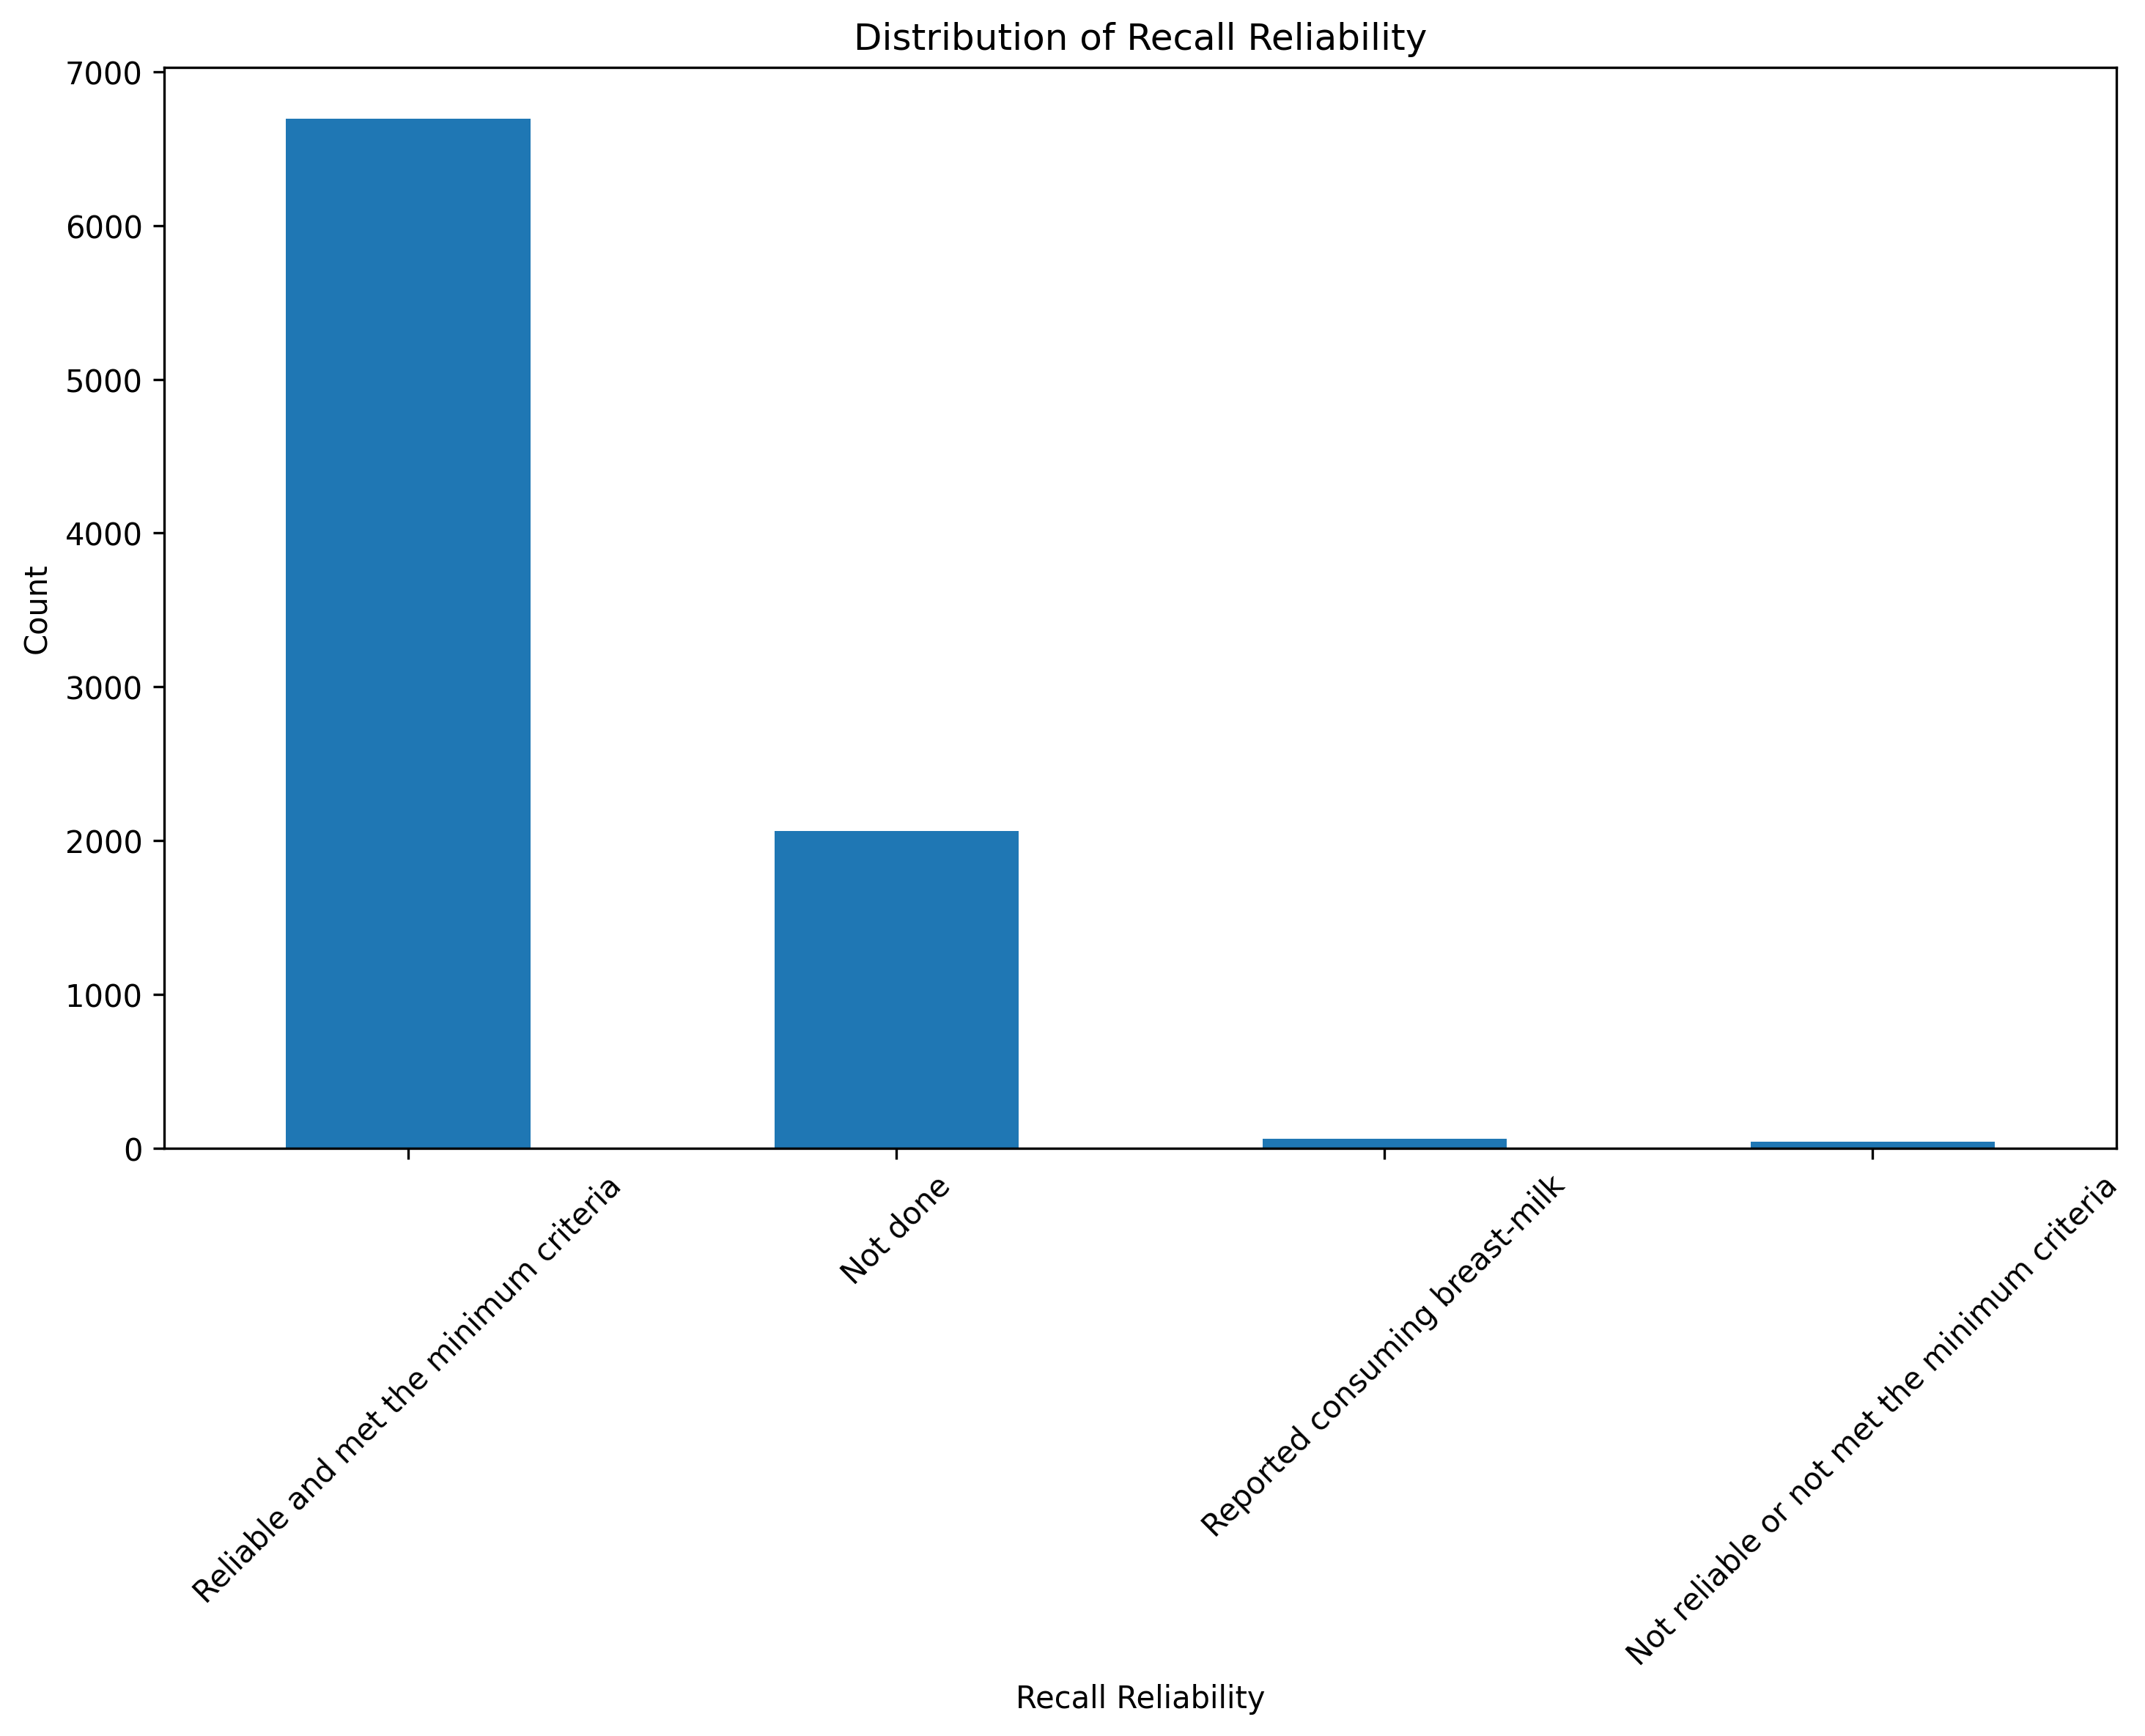 Distribution of Recall Reliability
7000
6000
5000
4000
3000
2000
1000
0
Count
Reliable and met the minimum criteria
Not done
Reported consuming breast-milk
Not reliable or not met the minimum criteria
Recall Reliability